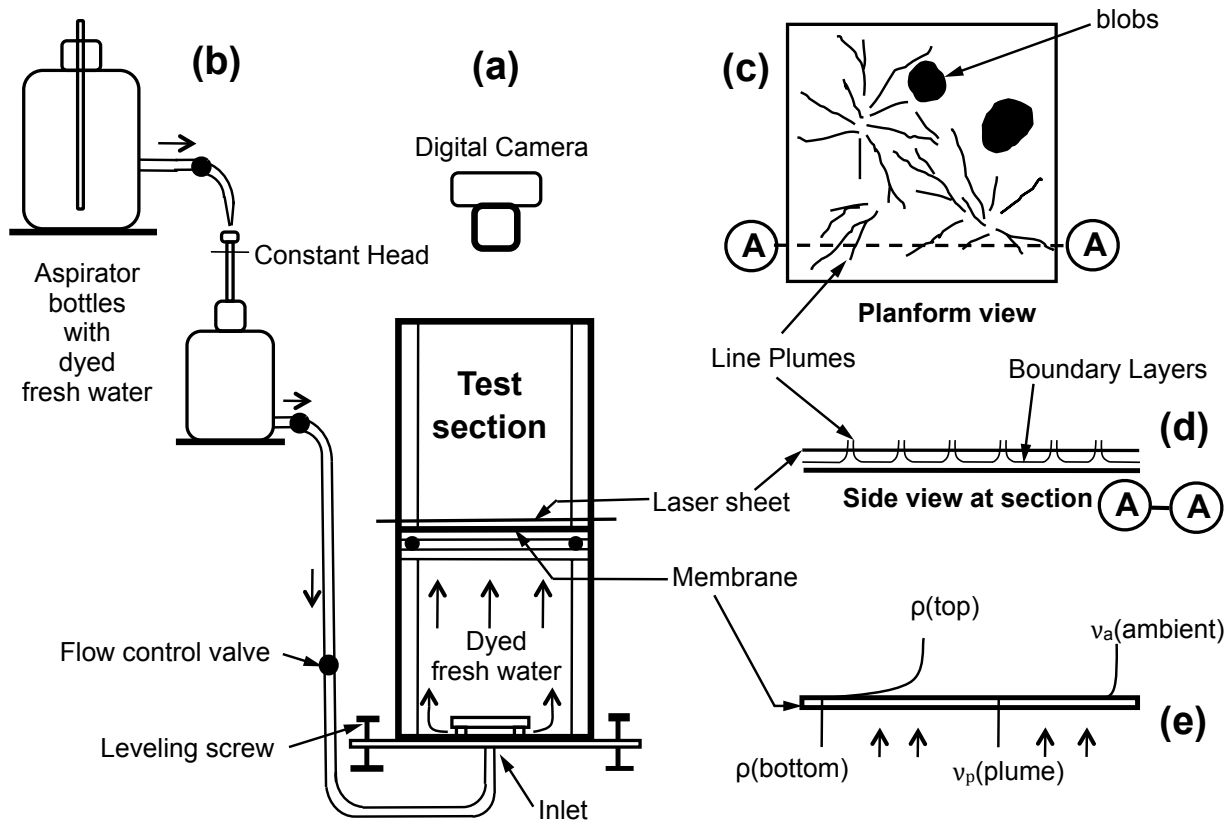 (b)
(a)
(c)
blobs
Digital Camera
Constant Head
Aspirator
bottles
with
dyed
fresh water
A
A
Planform view
Line Plumes
Boundary Layers
Test
section
(d)
Laser sheet
Side view at section
A
A
Membrane
ρ(top)
νa(ambient)
Dyed
fresh water
Flow control valve
(e)
Leveling screw
ρ(bottom)
νp(plume)
Inlet